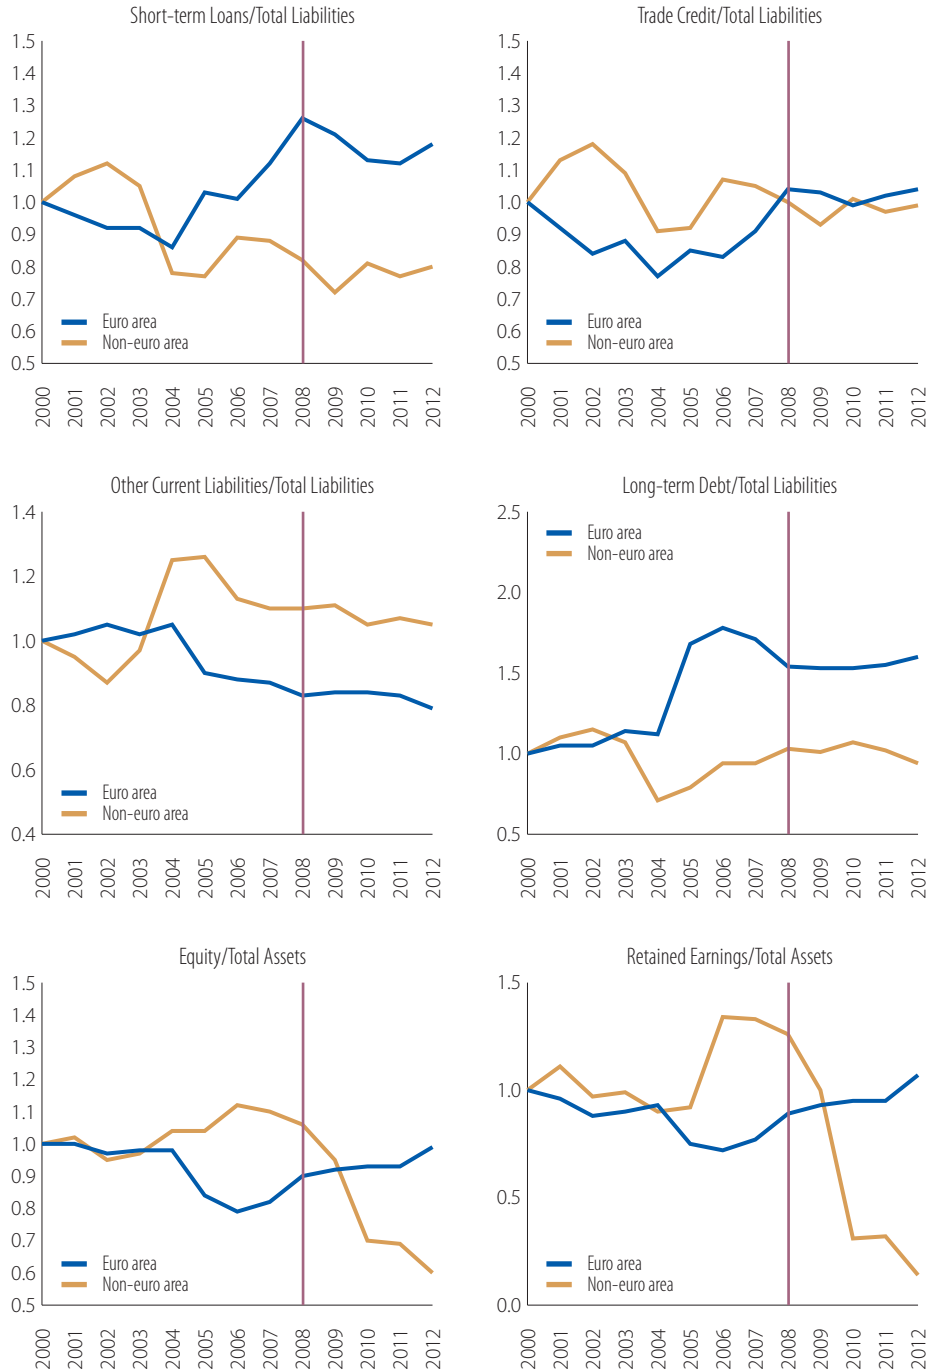 Short-term Loans/Total Liabilities
1.5
1.4
1.3
1.2
1.1
1.0
0.9
0.8
0.7
0.6
0.5
Euro area
Non-euro area
2000 2001 2002 2003 2004 2005 2006 2007 2008 2009 2010 2011 2012
Trade Credit/Total Liabilities
1.5
1.4
1.3
1.2
1.1
1.0
0.9
0.8
0.7
0.6
0.5
Euro area
Non-euro area
2000 2001 2002 2003 2004 2005 2006 2007 2008 2009 2010 2011 2012
Other Current Liabilities/Total Liabilities
1.4
1.2
1.0
0.8
0.6
0.4
Euro area
Non-euro area
2000 2001 2002 2003 2004 2005 2006 2007 2008 2009 2010 2011 2012
Long-term Debt/Total Liabilities
2.5
2.0
1.5
1.0
0.5
Euro area
Non-euro area
2000 2001 2002 2003 2004 2005 2006 2007 2008 2009 2010 2011 2012
Equity/Total Assets
1.5
1.4
1.3
1.2
1.1
1.0
0.9
0.8
0.7
0.6
0.5
Euro area
Non-euro area
2000 2001 2002 2003 2004 2005 2006 2007 2008 2009 2010 2011 2012
Retained Earnings/Total Assets
1.5
1.0
0.5
0.0
Euro area
Non-euro area
2000 2001 2002 2003 2004 2005 2006 2007 2008 2009 2010 2011 2012